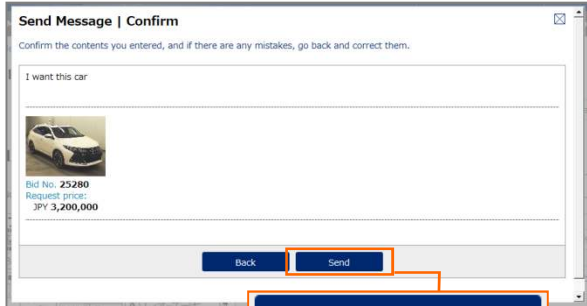 Send Message | Confirm
Confirm the contents you entered, and if there are any mistakes, go back and correct them.
I want this car
Bid No. 25280
Request price:
JPY 3,200,000
Back
Send